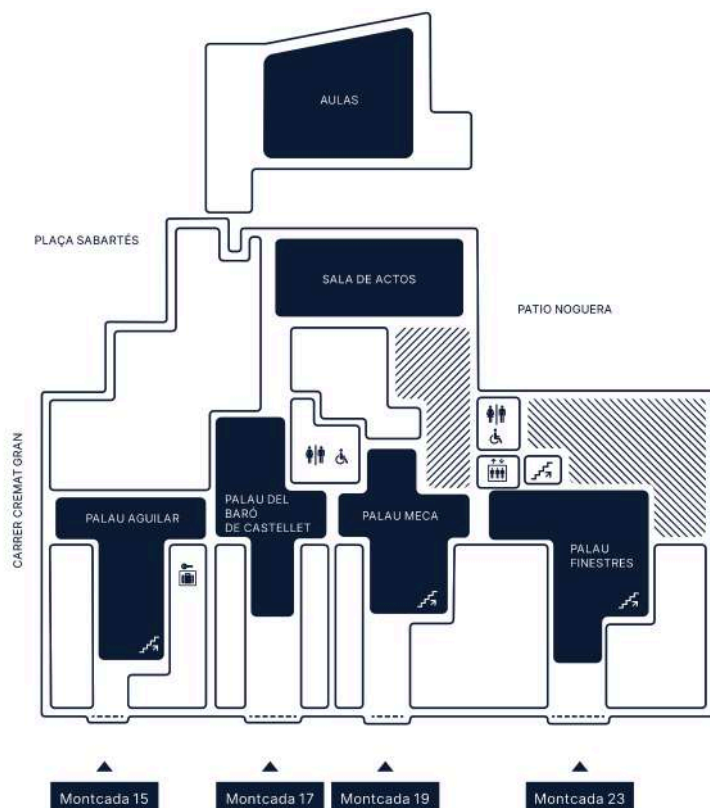 AULAS
PLAÇA SABARTÉS
SALA DE ACTOS
PATIO NOGUERA
CARRER CREMAT GRAN
PALAU AGUILAR
PALAU DEL
BARÓ
DE CASTELLET
PALAU MECA
PALAU
FINESTRES
Montcada 15
Montcada 17
Montcada 19
Montcada 23